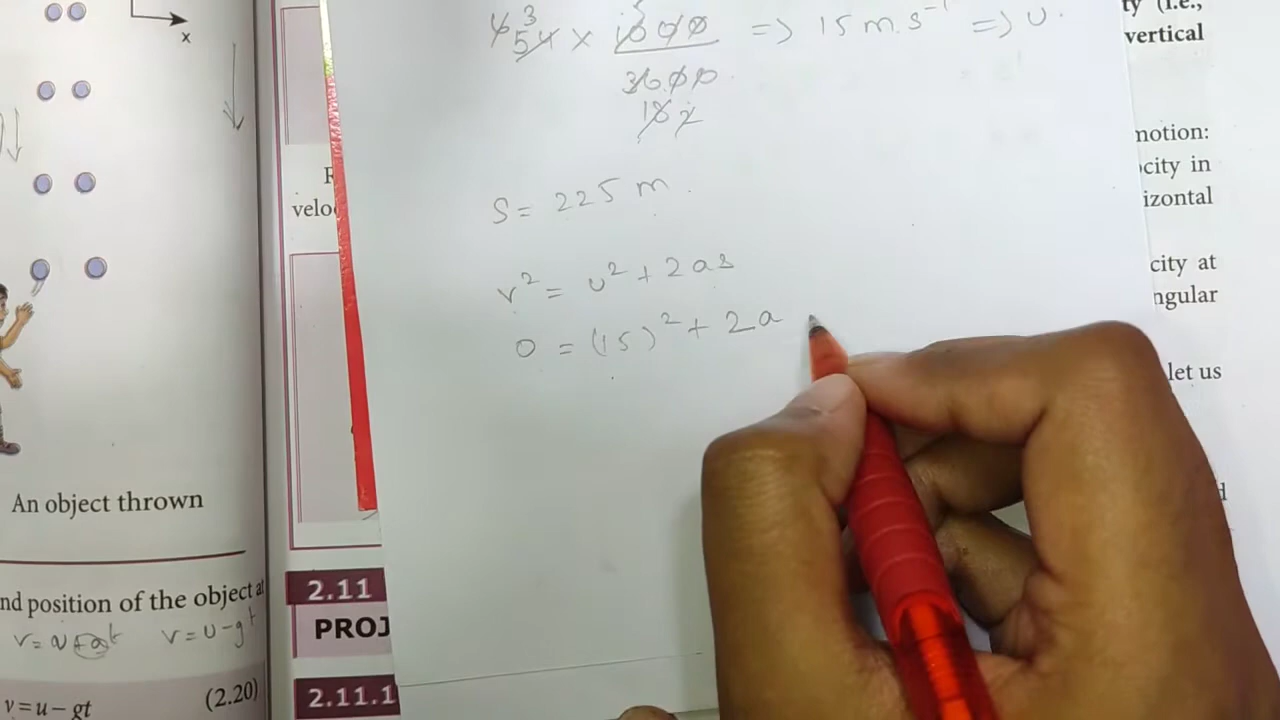 54 × 1000 => 15 m.s⁻¹ => u.
3600
18 2
S = 225 m.
v² = u² + 2as
0 = (15)² + 2a
x
An object thrown
nd position of the object at
v = u - gt
v = u − gt (2.20)
velo
2.11
PROJ
2.11.1
ty (i.e.,
vertical
notion:
ocity in
izontal
city at
ngular
let us